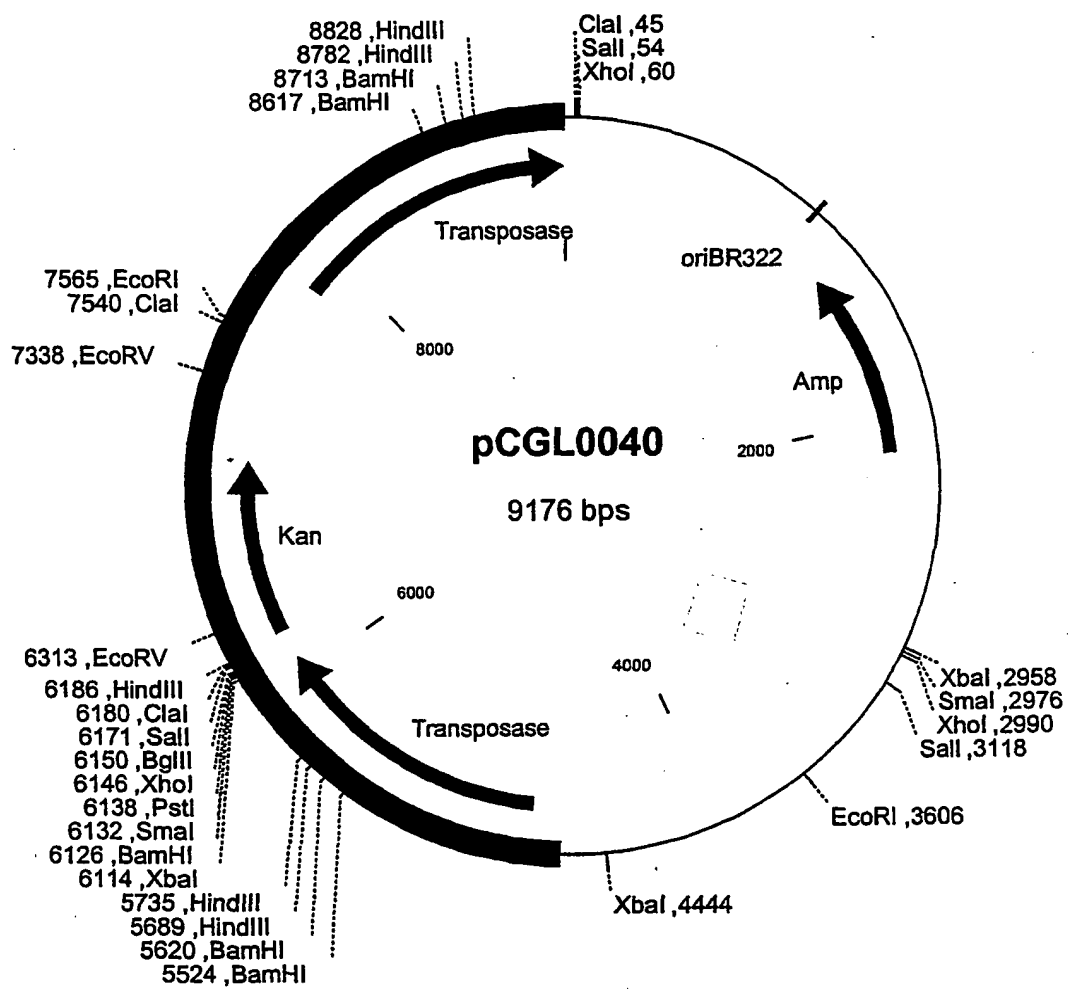 8828 ,HindIII
8782 ,HindIII
8713 ,BamHI
8617 ,BamHI
ClaI ,45
SalI ,54
XhoI ,60
Transposase
oriBR322
7565 ,EcoRI
7540 ,ClaI
7338 ,EcoRV
8000
Amp
pCGL0040
2000
9176 bps
Kan
6000
6313 ,EcoRV
6186 ,HindIII
6180 ,ClaI
6171 ,SalI
6150 ,BglII
6146 ,XhoI
6138 ,PstI
6132 ,SmaI
6126 ,BamHI
6114 ,XbaI
5735 ,HindIII
5689 ,HindIII
5620 ,BamHI
5524 ,BamHI
4000
Transposase
XbaI ,2958
SmaI ,2976
XhoI ,2990
SalI ,3118
EcoRI ,3606
XbaI ,4444